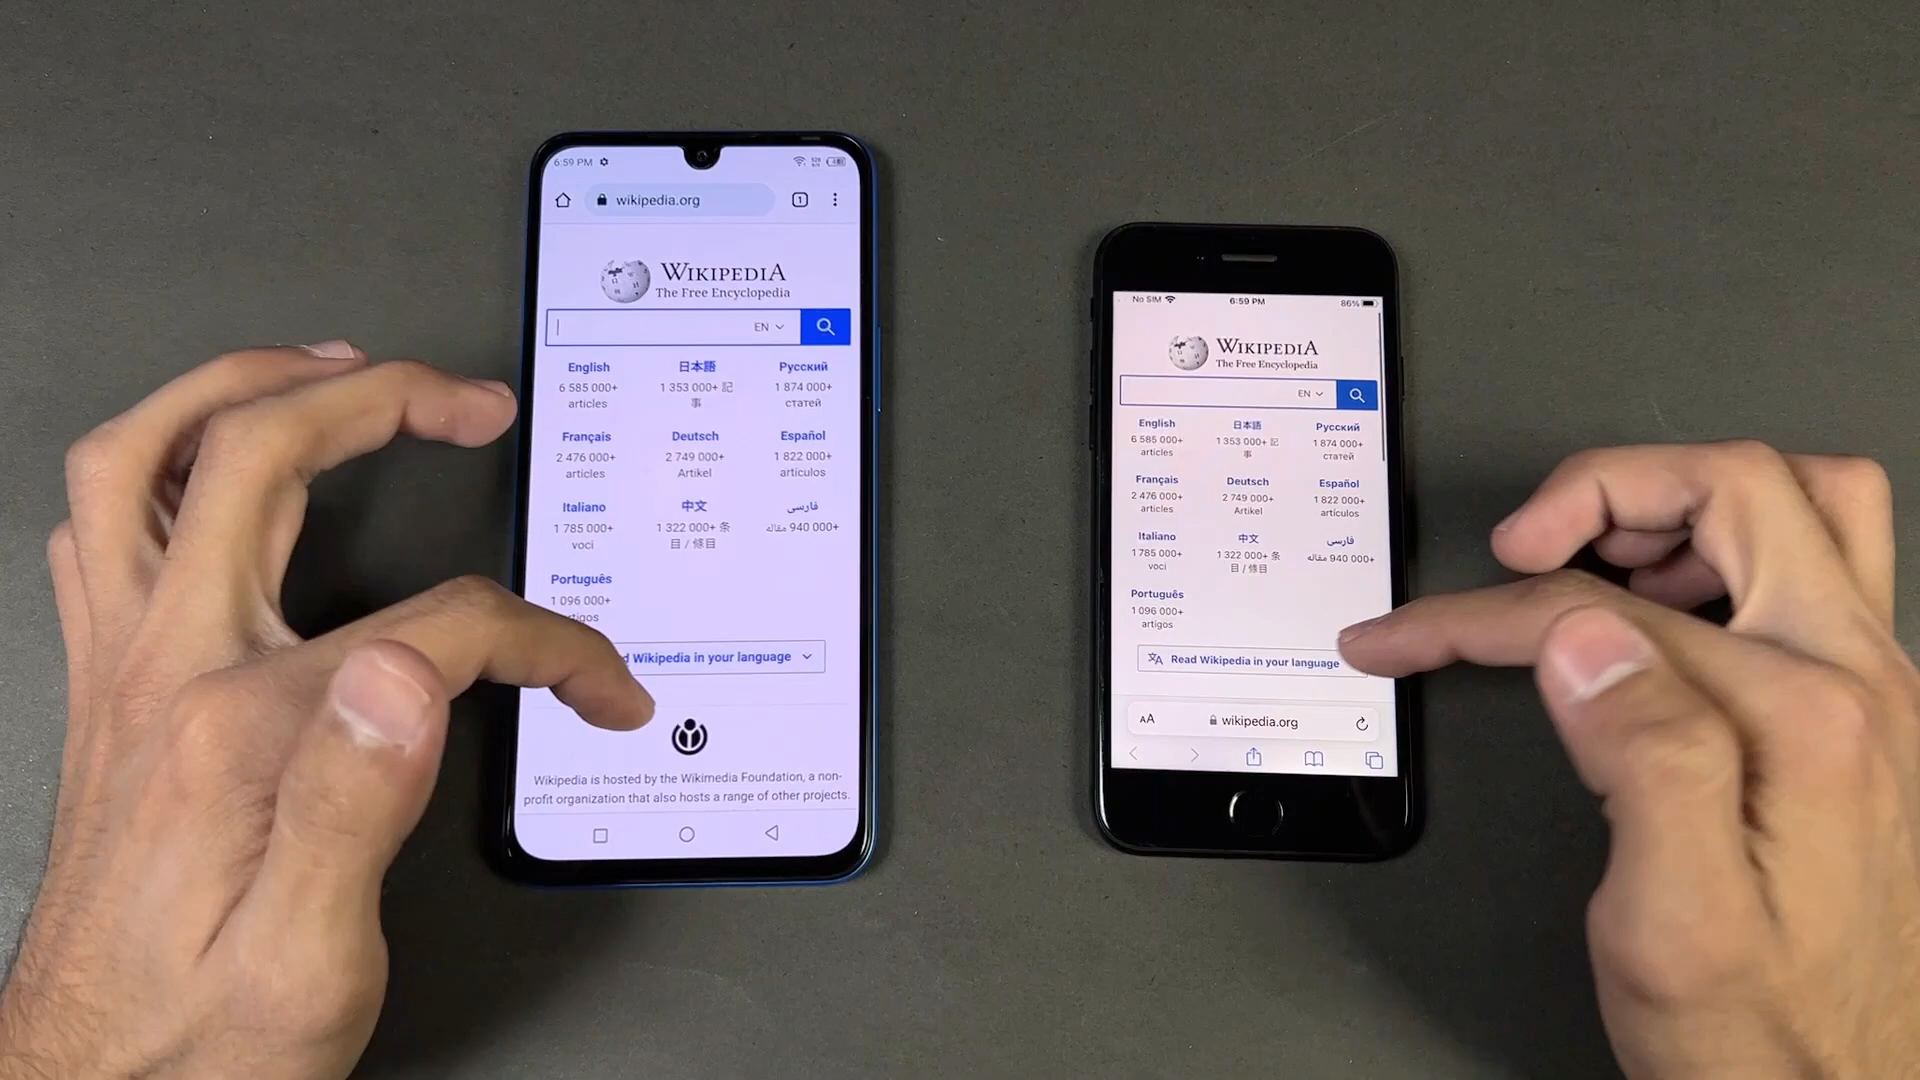 6:59 PM
wikipedia.org
1
WIKIPEDIA
The Free Encyclopedia
EN
English
6 585 000+
articles
日本語
1 353 000+ 記
事
Русский
1 874 000+
статей
Français
2 476 000+
articles
Deutsch
2 749 000+
Artikel
Español
1 822 000+
artículos
Italiano
1 785 000+
voci
中文
1 322 000+ 条
目 / 條目
فارسی
۹۴۰ 000+ مقاله
Português
1 096 000+
Wikipedia in your language
Wikipedia is hosted by the Wikimedia Foundation, a non-
profit organization that also hosts a range of other projects.
No SIM
6:59 PM
86%
WIKIPEDIA
The Free Encyclopedia
EN
English
6 585 000+
articles
日本語
1 353 000+ 記
事
Русский
1 874 000+
статей
Français
2 476 000+
articles
Deutsch
2 749 000+
Artikel
Español
1 822 000+
artículos
Italiano
1 785 000+
voci
中文
1 322 000+ 条
目 / 條目
فارسی
940 000+ مقاله
Português
1 096 000+
artigos
Read Wikipedia in your language
AA
wikipedia.org